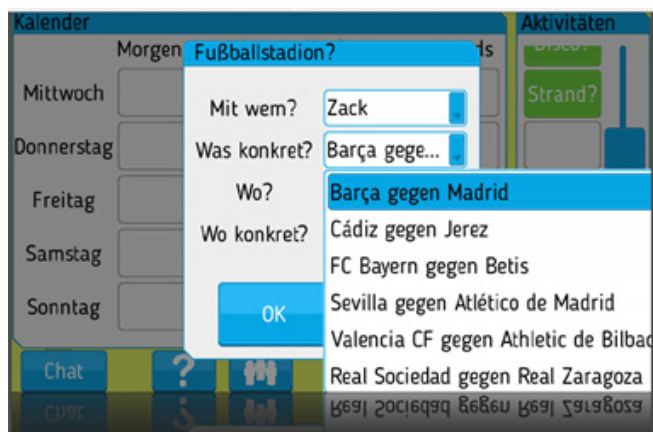 Kalender
Aktivitäten
Morgen
Fußballstadion?
ds
Disco?
Mittwoch
Mit wem?
Zack
Strand?
Donnerstag
Was konkret?
Barça gege...
Freitag
Wo?
Barça gegen Madrid
Wo konkret?
Cádiz gegen Jerez
Samstag
FC Bayern gegen Betis
Sonntag
OK
Sevilla gegen Atlético de Madrid
Valencia CF gegen Athletic de Bilbao
Chat
?
Real Sociedad gegen Real Zaragoza